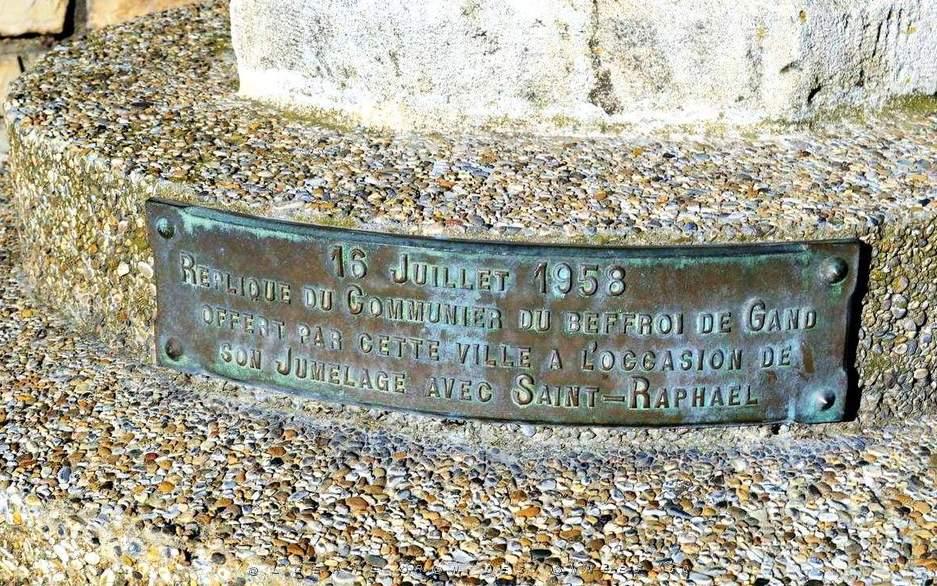 16 JUILLET 1958
REPLIQUE DU COMMUNIER DU BEFFROI DE GAND
OFFERT PAR CETTE VILLE A L'OCCASION DE
SON JUMELAGE AVEC SAINT-RAPHAEL